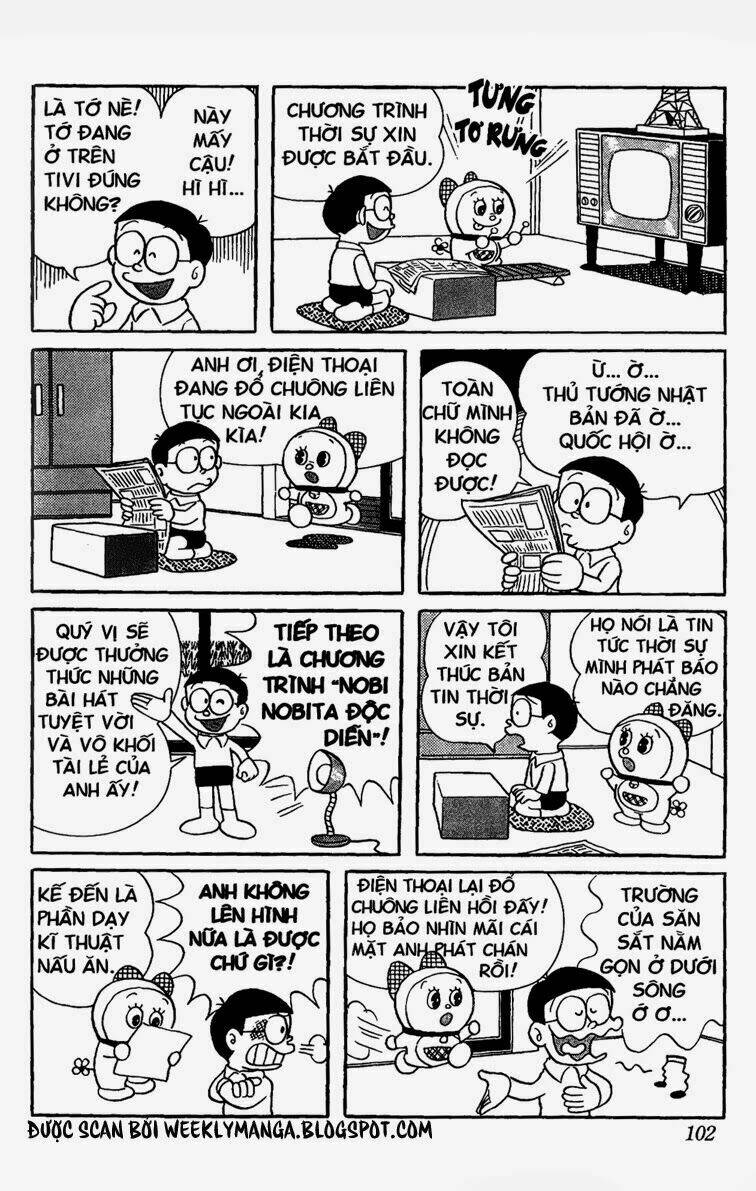 TƯNG
TƠ RƯNG
CHƯƠNG TRÌNH
THỜI SỰ XIN
ĐƯỢC BẮT ĐẦU.
NÀY
MẤY
CẬU!
HÌ HÌ...
LÀ TỚ NÈ!
TỚ ĐANG
Ở TRÊN
TIVI ĐÚNG
KHÔNG?
Ừ... Ờ...
THỦ TƯỚNG NHẬT
BẢN ĐÃ Ờ...
QUỐC HỘI Ờ...
TOÀN
CHỮ MÌNH
KHÔNG
ĐỌC
ĐƯỢC!
ANH ƠI, ĐIỆN THOẠI
ĐANG ĐỔ CHUÔNG LIÊN
TỤC NGOÀI KIA
KÌA!
HỌ NÓI LÀ TIN
TỨC THỜI SỰ
MÌNH PHÁT BÁO
NÀO CHẲNG
ĐĂNG.
VẬY TÔI
XIN KẾT
THÚC BẢN
TIN THỜI
SỰ.
TIẾP THEO
LÀ CHƯƠNG
TRÌNH "NOBI
NOBITA ĐỘC
DIẾN"!
QUÝ VỊ SẼ
ĐƯỢC THƯỞNG
THỨC NHỮNG
BÀI HÁT
TUYỆT VỜI
VÀ VÔ KHỐI
TÀI LẺ CỦA
ANH ẤY!
TRƯỜNG
CỦA SĂN
SẮT NẰM
GỌN Ở DƯỚI
SÔNG
Ớ Ơ...
ĐIỆN THOẠI LẠI ĐỔ
CHUÔNG LIÊN HỒI ĐẤY!
HỌ BẢO NHÌN MÃI CÁI
MẶT ANH PHÁT CHÁN
RỒI!
ANH KHÔNG
LÊN HÌNH
NỮA LÀ ĐƯỢC
CHỨ GÌ?!
KẾ ĐẾN LÀ
PHẦN DẠY
KĨ THUẬT
NẤU ĂN.
ĐƯỢC SCAN BỞI WEEKLYMANGA.BLOGSPOT.COM
102